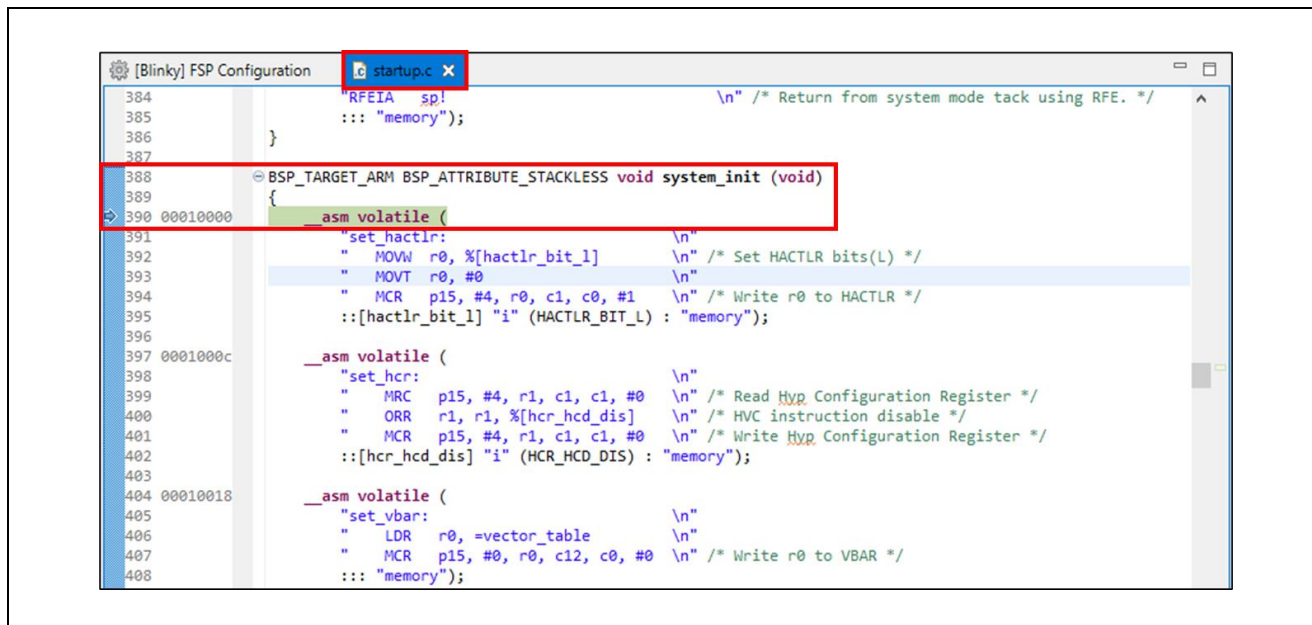 [Blinky] FSP Configuration startup.c
384 "RFEIA sp! \n" /* Return from system mode tack using RFE. */
385 ::: "memory");
386 }
387
388 BSP_TARGET_ARM BSP_ATTRIBUTE_STACKLESS void system_init (void)
389 {
390 00010000 __asm volatile (
391 "set_hactlr: \n"
392 " MOVW r0, %[hactlr_bit_l] \n" /* Set HACTLR bits(L) */
393 " MOVT r0, #0 \n"
394 " MCR p15, #4, r0, c1, c0, #1 \n" /* Write r0 to HACTLR */
395 ::[hactlr_bit_l] "i" (HACTLR_BIT_L) : "memory");
396
397 0001000c __asm volatile (
398 "set_hcr: \n"
399 " MRC p15, #4, r1, c1, c1, #0 \n" /* Read Hyp Configuration Register */
400 " ORR r1, r1, %[hcr_hcd_dis] \n" /* HVC instruction disable */
401 " MCR p15, #4, r1, c1, c1, #0 \n" /* Write Hyp Configuration Register */
402 ::[hcr_hcd_dis] "i" (HCR_HCD_DIS) : "memory");
403
404 00010018 __asm volatile (
405 "set_vbar: \n"
406 " LDR r0, =vector_table \n"
407 " MCR p15, #0, r0, c12, c0, #0 \n" /* Write r0 to VBAR */
408 ::: "memory");